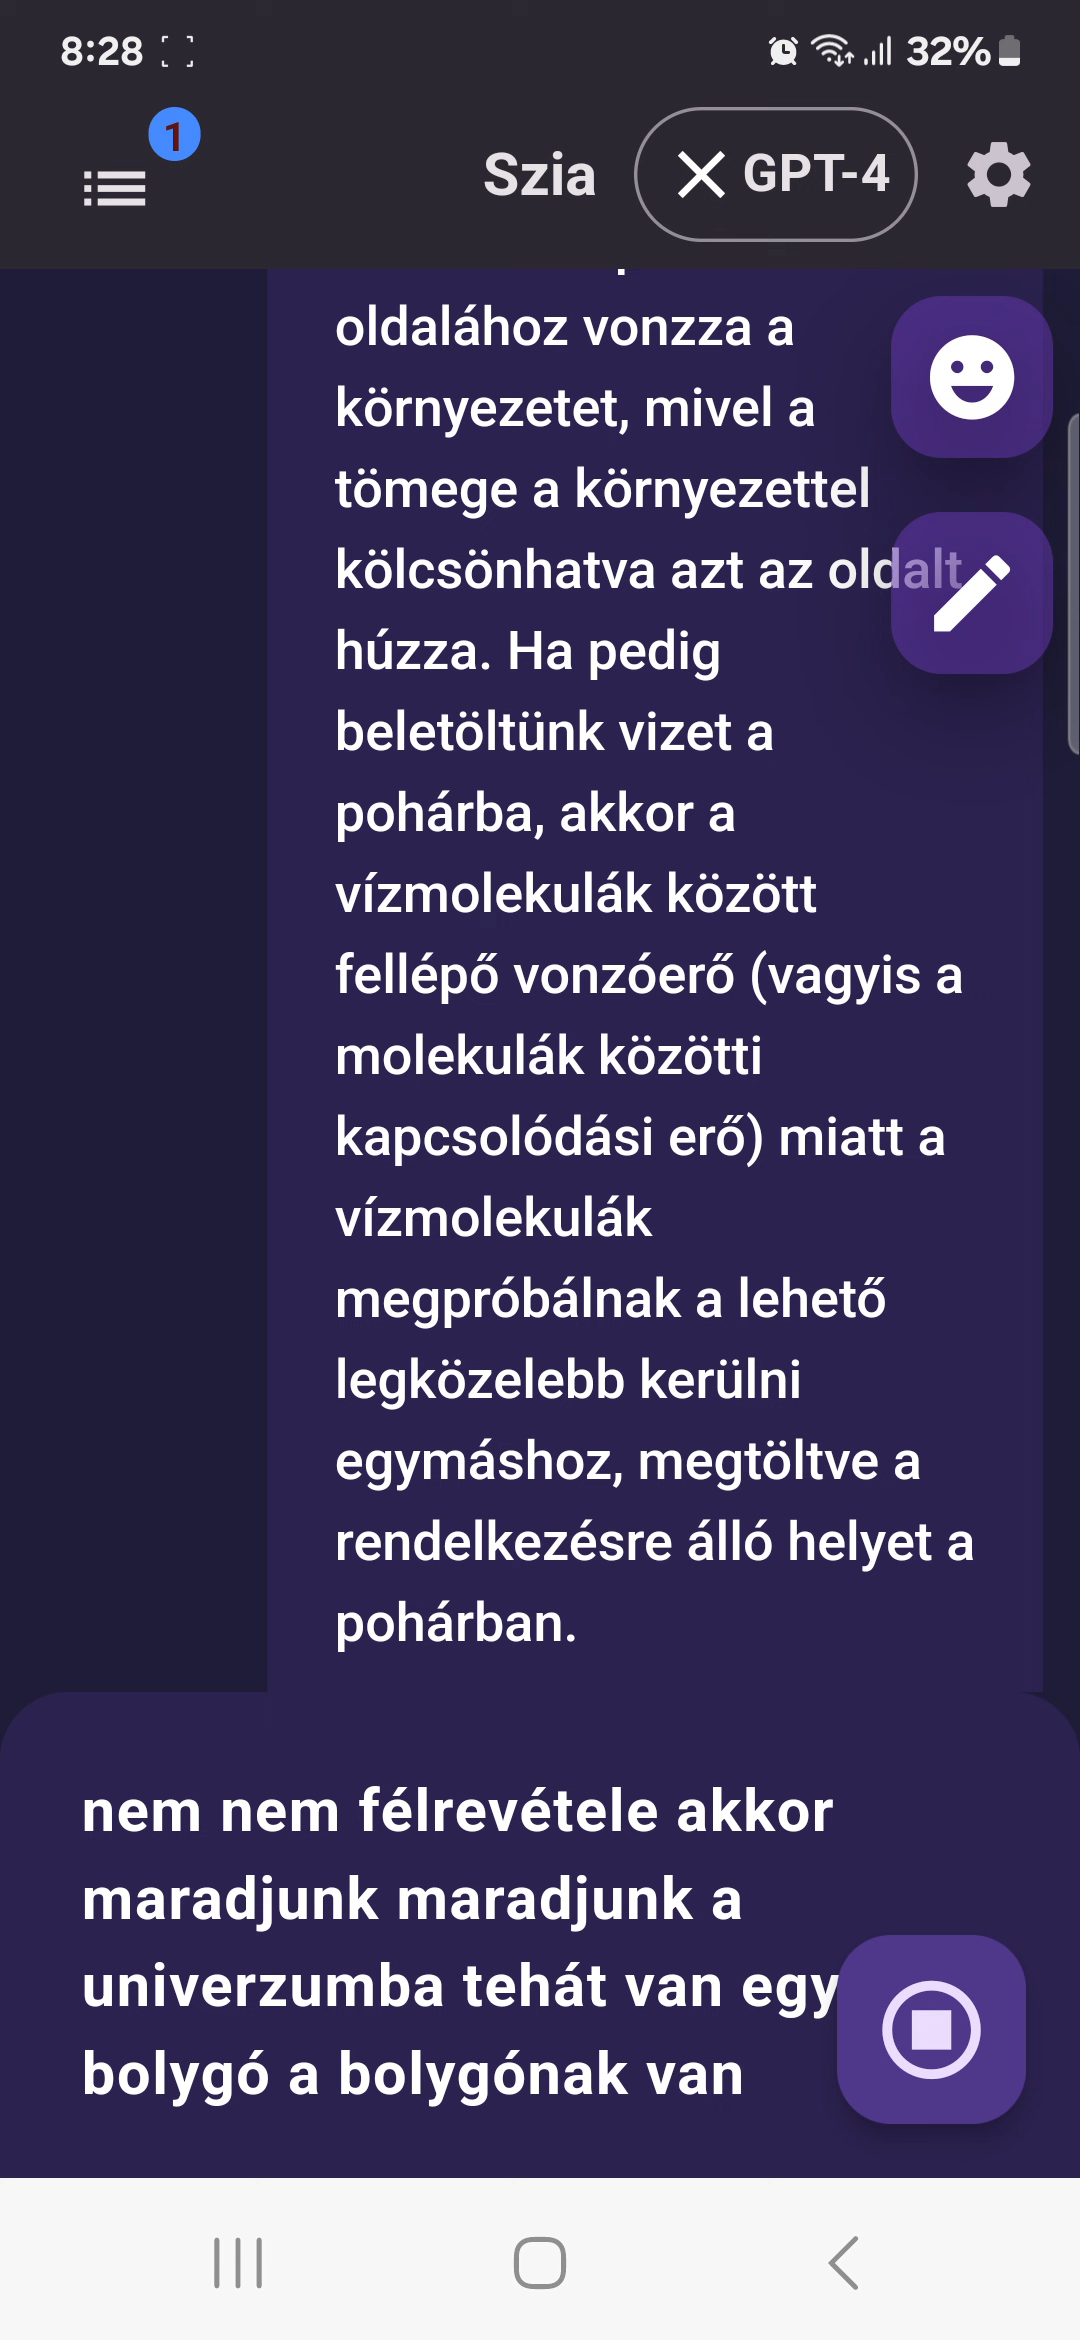 8:28
32%
1
Szia
GPT-4
oldalához vonzza a
környezetet, mivel a
tömege a környezettel
kölcsönhatva azt az oldalt
húzza. Ha pedig
beletöltünk vizet a
pohárba, akkor a
vízmolekulák között
fellépő vonzóerő (vagyis a
molekulák közötti
kapcsolódási erő) miatt a
vízmolekulák
megpróbálnak a lehető
legközelebb kerülni
egymáshoz, megtöltve a
rendelkezésre álló helyet a
pohárban.
nem nem félrevétele akkor
maradjunk maradjunk a
univerzumba tehát van egy
bolygó a bolygónak van